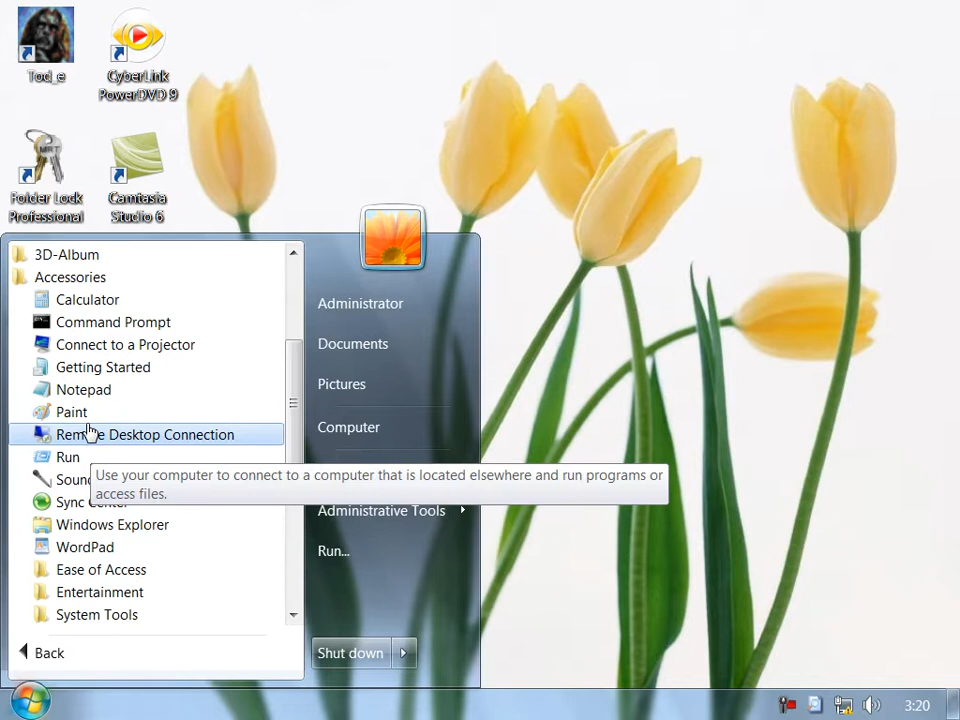 Tod_e
CyberLink
PowerDVD 9
MRT
Folder Lock
Professional
Camtasia
Studio 6
3D-Album
Accessories
Calculator
Command Prompt
Connect to a Projector
Getting Started
Notepad
Paint
Desktop Connection
Run
Use your computer to connect to a computer that is located elsewhere and run programs or
access files.
Sync
Windows Explorer
WordPad
Ease of Access
Entertainment
System Tools
Back
Administrator
Documents
Pictures
Computer
Administrative Tools
Run...
Shut down
3:20